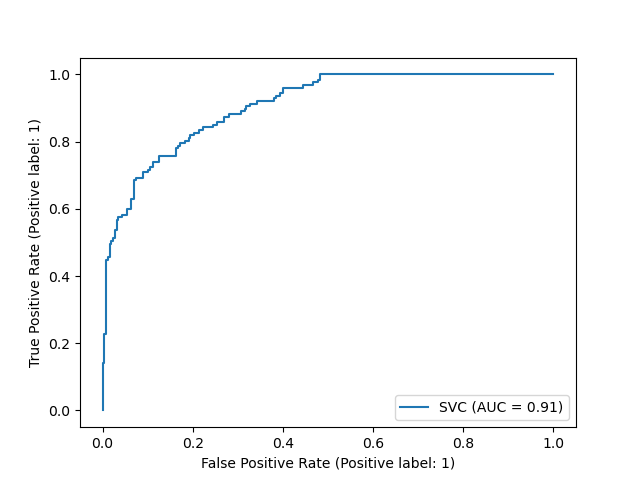 1.0
0.8
0.6
0.4
0.2
0.0
True Positive Rate (Positive label: 1)
SVC (AUC = 0.91)
0.0 0.2 0.4 0.6 0.8 1.0
False Positive Rate (Positive label: 1)